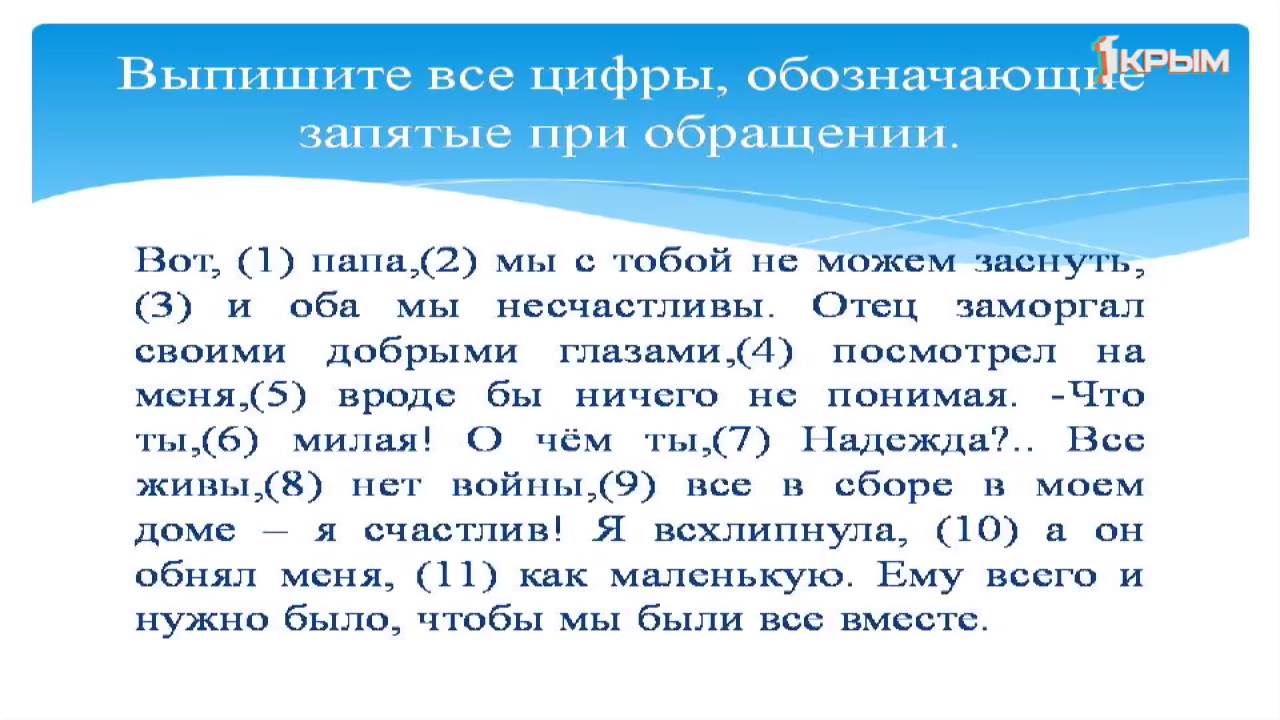 Выпишите все цифры, обозначающие
запятые при обращении.
1КРЫМ
Вот, (1) папа,(2) мы с тобой не можем заснуть,
(3) и оба мы несчастливы. Отец заморгал
своими добрыми глазами,(4) посмотрел на
меня,(5) вроде бы ничего не понимая. -Что
ты,(6) милая! О чём ты,(7) Надежда?.. Все
живы,(8) нет войны,(9) все в сборе в моем
доме – я счастлив! Я всхлипнула, (10) а он
обнял меня, (11) как маленькую. Ему всего и
нужно было, чтобы мы были все вместе.